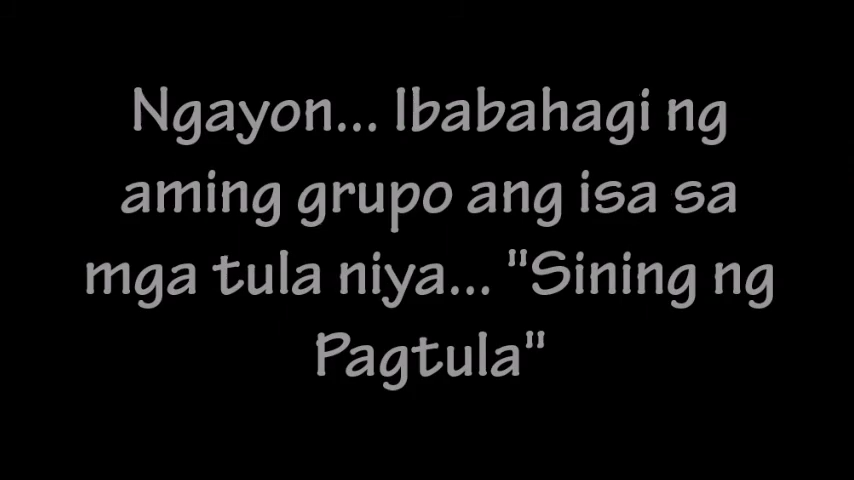 Ngayon... Ibabahagi ng
aming grupo ang isa sa
mga tula niya... "Sining ng
Pagtula"